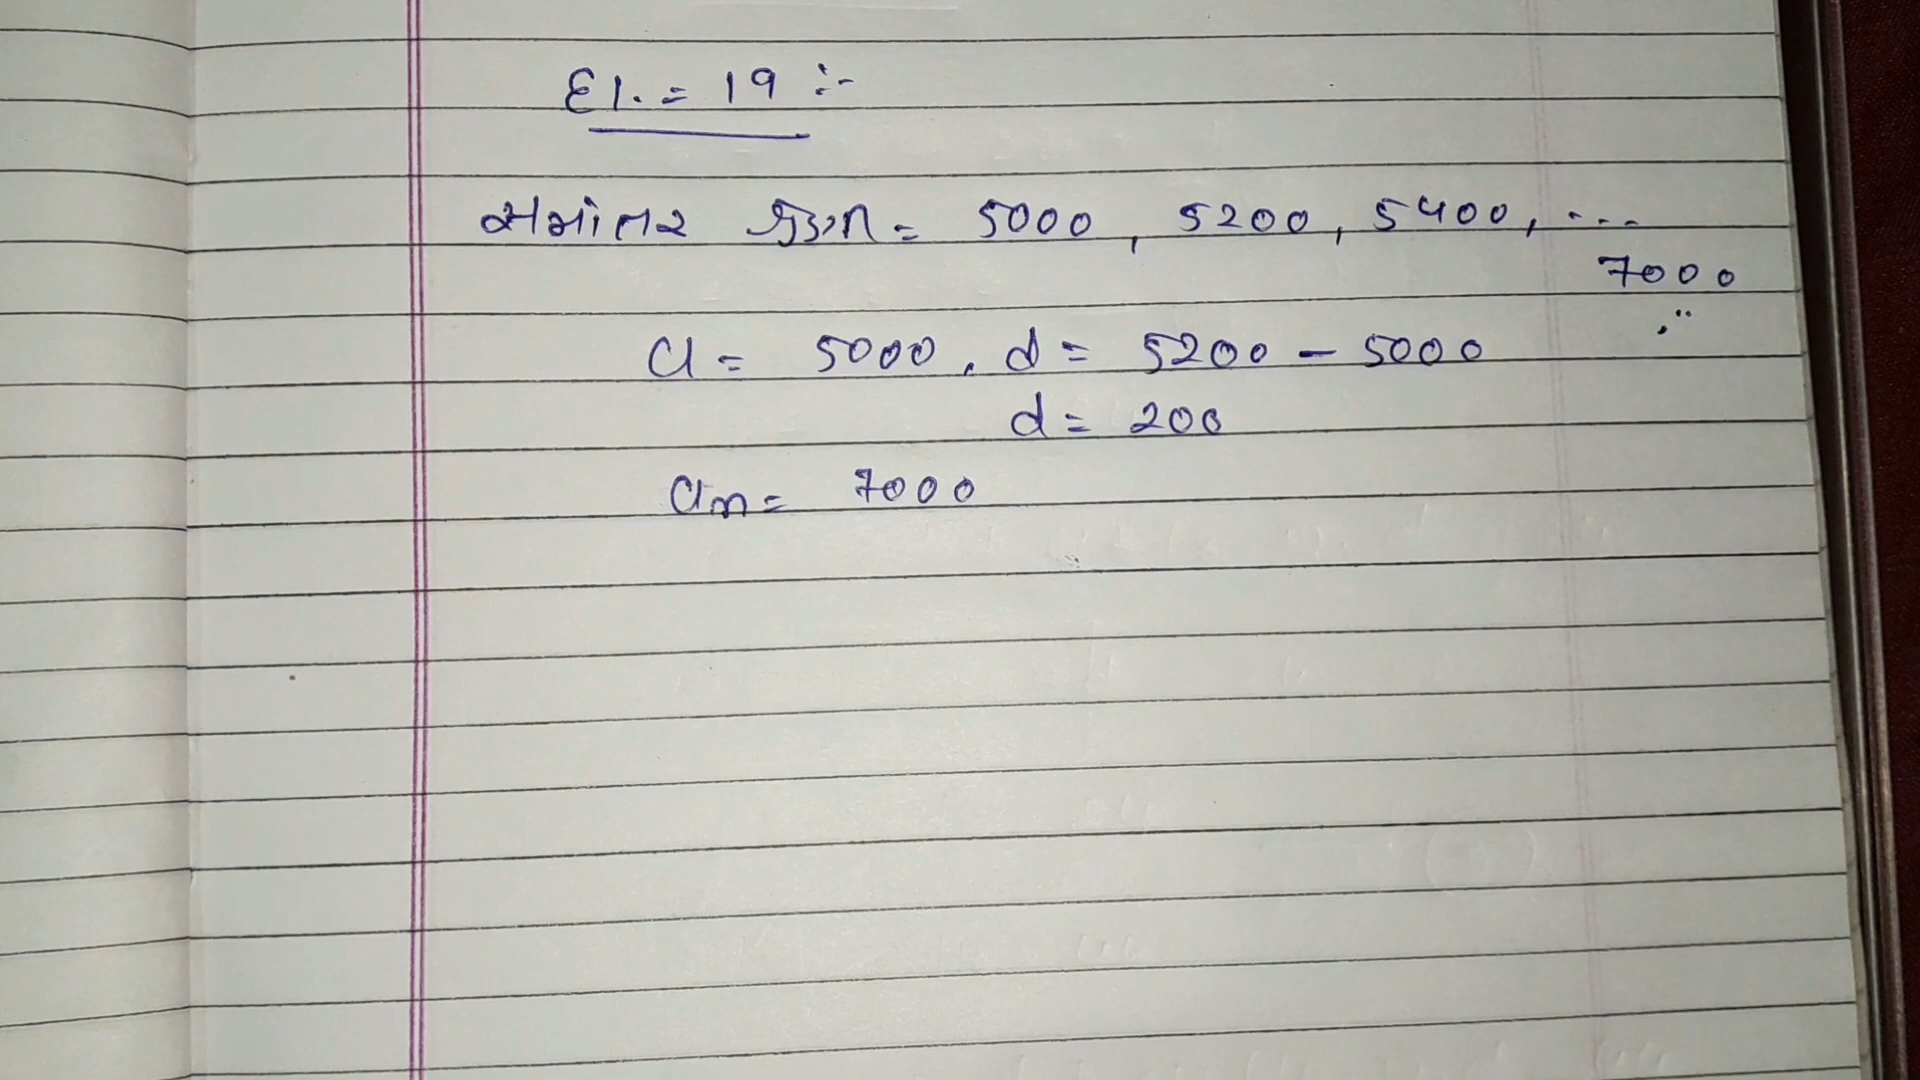 દા. = 19 :-
સમાંતર શ્રેણી = 5000, 5200, 5400, ...
7000
a = 5000, d = 5200 - 5000
d = 200
an = 7000